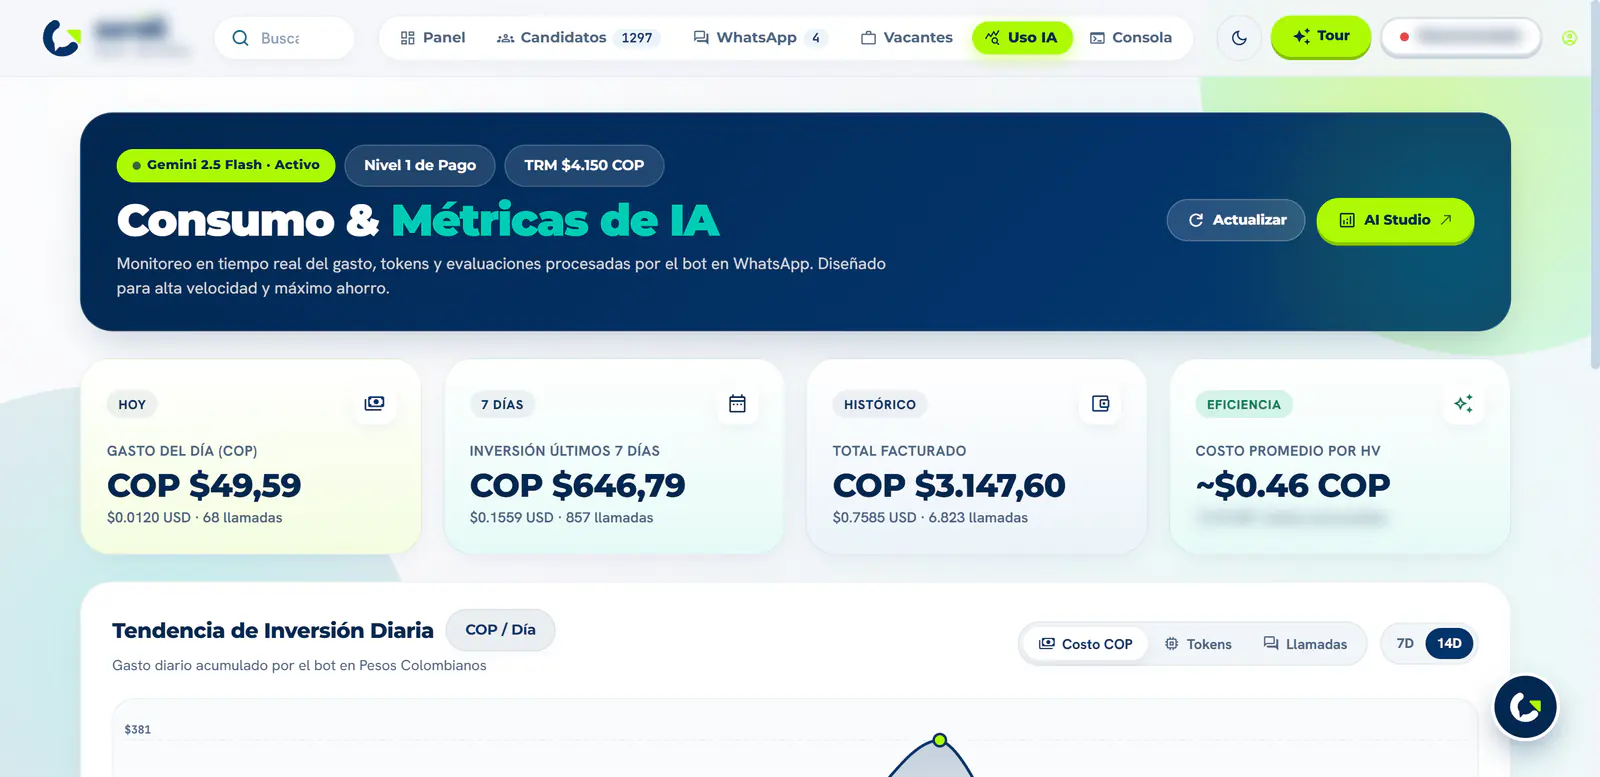 Busca
Panel
Candidatos 1297
WhatsApp 4
Vacantes
Uso IA
Consola
Tour
Gemini 2.5 Flash · Activo
Nivel 1 de Pago
TRM $4.150 COP
Consumo & Métricas de IA
Monitoreo en tiempo real del gasto, tokens y evaluaciones procesadas por el bot en WhatsApp. Diseñado
para alta velocidad y máximo ahorro.
Actualizar
AI Studio
HOY
GASTO DEL DÍA (COP)
COP $49,59
$0.0120 USD · 68 llamadas
7 DÍAS
INVERSIÓN ÚLTIMOS 7 DÍAS
COP $646,79
$0.1559 USD · 857 llamadas
HISTÓRICO
TOTAL FACTURADO
COP $3.147,60
$0.7585 USD · 6.823 llamadas
EFICIENCIA
COSTO PROMEDIO POR HV
~$0.46 COP
Tendencia de Inversión Diaria
COP / Día
Gasto diario acumulado por el bot en Pesos Colombianos
Costo COP
Tokens
Llamadas
7D
14D
$381